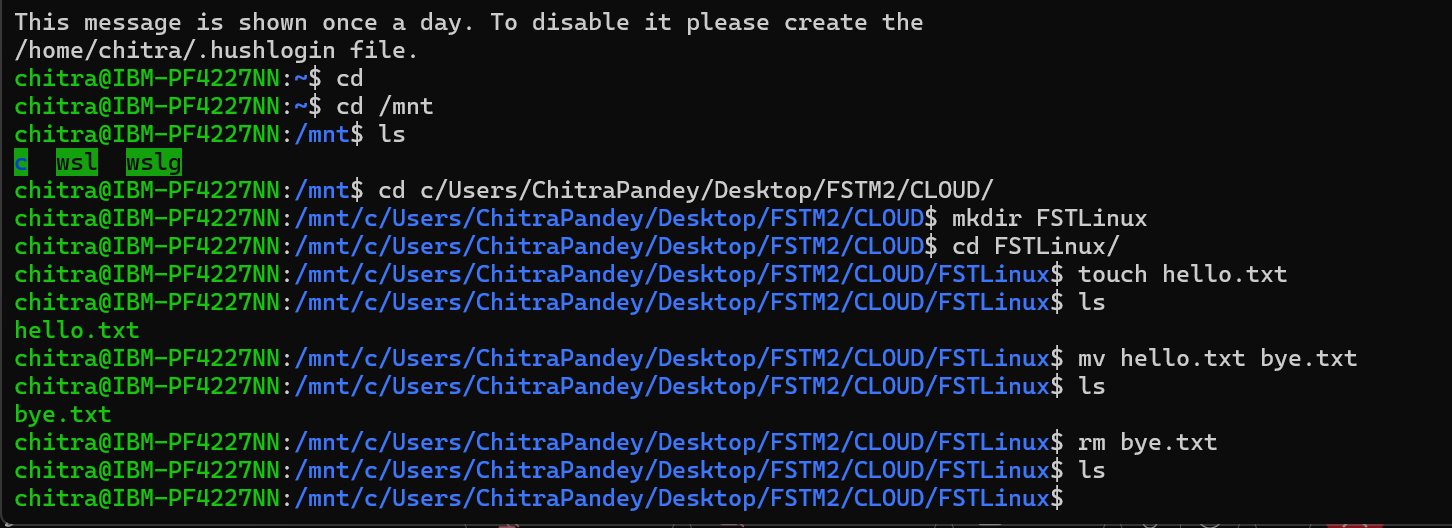 This message is shown once a day. To disable it please create the
/home/chitra/.hushlogin file.
chitra@IBM-PF4227NN:~$ cd
chitra@IBM-PF4227NN:~$ cd /mnt
chitra@IBM-PF4227NN:/mnt$ ls
c  wsl  wslg
chitra@IBM-PF4227NN:/mnt$ cd c/Users/ChitraPandey/Desktop/FSTM2/CLOUD/
chitra@IBM-PF4227NN:/mnt/c/Users/ChitraPandey/Desktop/FSTM2/CLOUD$ mkdir FSTLinux
chitra@IBM-PF4227NN:/mnt/c/Users/ChitraPandey/Desktop/FSTM2/CLOUD$ cd FSTLinux/
chitra@IBM-PF4227NN:/mnt/c/Users/ChitraPandey/Desktop/FSTM2/CLOUD/FSTLinux$ touch hello.txt
chitra@IBM-PF4227NN:/mnt/c/Users/ChitraPandey/Desktop/FSTM2/CLOUD/FSTLinux$ ls
hello.txt
chitra@IBM-PF4227NN:/mnt/c/Users/ChitraPandey/Desktop/FSTM2/CLOUD/FSTLinux$ mv hello.txt bye.txt
chitra@IBM-PF4227NN:/mnt/c/Users/ChitraPandey/Desktop/FSTM2/CLOUD/FSTLinux$ ls
bye.txt
chitra@IBM-PF4227NN:/mnt/c/Users/ChitraPandey/Desktop/FSTM2/CLOUD/FSTLinux$ rm bye.txt
chitra@IBM-PF4227NN:/mnt/c/Users/ChitraPandey/Desktop/FSTM2/CLOUD/FSTLinux$ ls
chitra@IBM-PF4227NN:/mnt/c/Users/ChitraPandey/Desktop/FSTM2/CLOUD/FSTLinux$